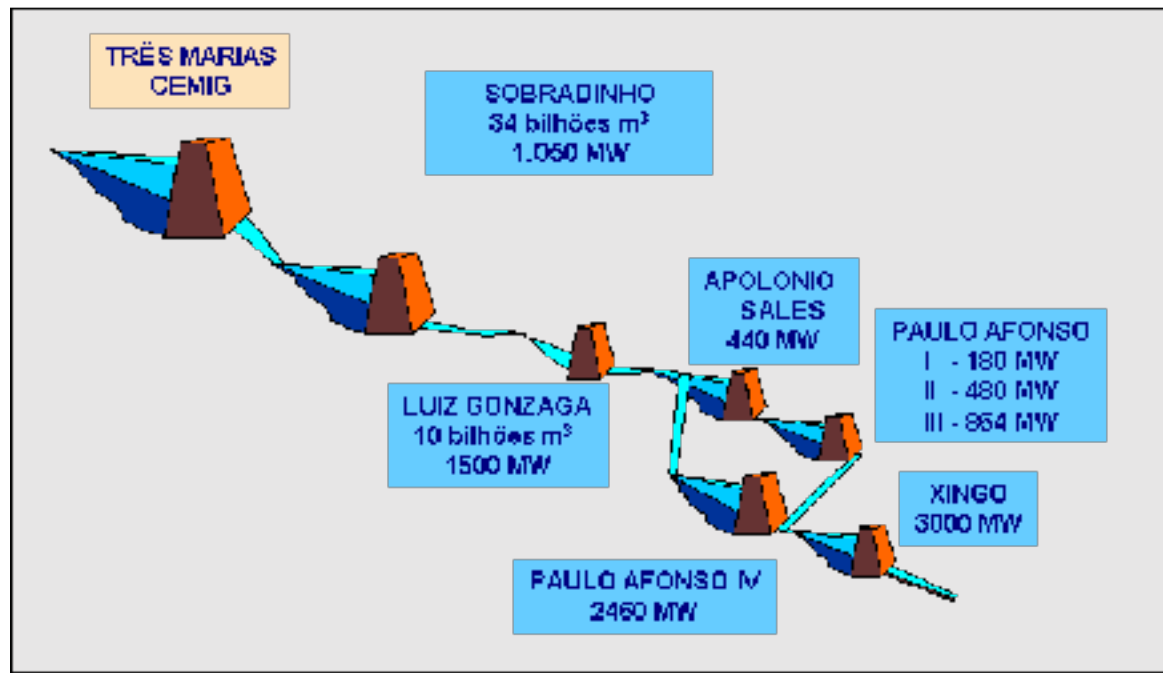 TRËS MARIAS
CEMIG
SOBRADINHO
34 bilhões m³
1.050 MW
APOLONIO
SALES
440 MW
PAULO AFONSO
I - 180 MW
II - 480 MW
III - 864 MW
LUIZ GONZAGA
10 bilhões m³
1500 MW
XINGO
3000 MW
PAULO AFONSO IV
2460 MW